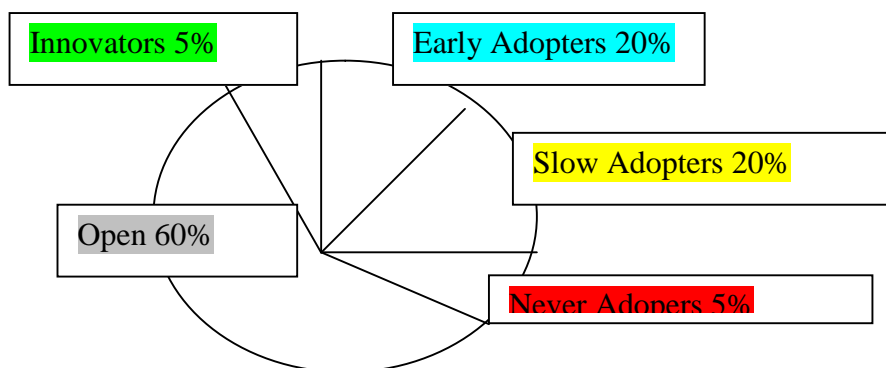 Innovators 5%
Early Adopters 20%
Slow Adopters 20%
Open 60%
Never Adopers 5%